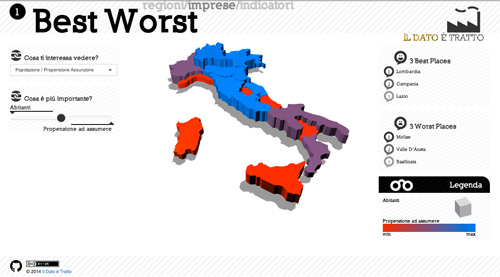 regioni/imprese/indicatori
1
Best Worst
IL DATO È TRATTO
Cosa ti interessa vedere?
Popolazione / Propensione Assunzione
Cosa é più importante?
Abitanti
Propensione ad assumere
3 Best Places
1 Lombardia
2 Campania
3 Lazio
3 Worst Places
1 Molise
2 Valle D'Aosta
3 Basilicata
Legenda
Abitanti
Propensione ad assumere
min max
© 2014 Il Dato è Tratto